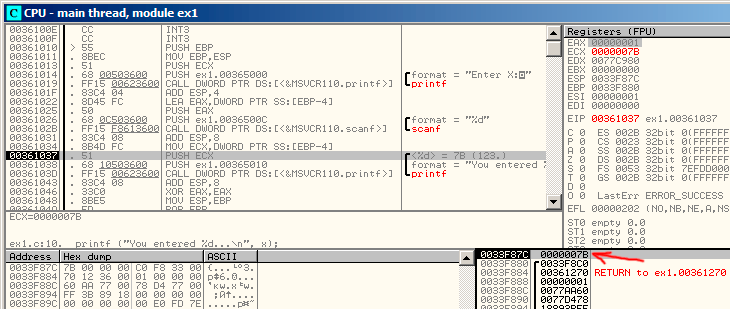 CPU - main thread, module ex1
0036100E CC INT3
0036100F CC INT3
00361010 > 55 PUSH EBP
00361011 . 8BEC MOV EBP,ESP
00361013 . 51 PUSH ECX
00361014 . 68 00503600 PUSH ex1.00365000 format = "Enter X:
00361019 . FF15 00623600 CALL DWORD PTR DS:[<&MSVCR110.printf>] printf
0036101F . 83C4 04 ADD ESP,4
00361022 . 8D45 FC LEA EAX,DWORD PTR SS:[EBP-4]
00361025 . 50 PUSH EAX
00361026 . 68 0C503600 PUSH ex1.0036500C format = "%d"
0036102B . FF15 F8613600 CALL DWORD PTR DS:[<&MSVCR110.scanf>] scanf
00361031 . 83C4 08 ADD ESP,8
00361034 . 8B4D FC MOV ECX,DWORD PTR SS:[EBP-4]
00361037 . 51 PUSH ECX <%d> = 7B (123.)
00361038 . 68 10503600 PUSH ex1.00365010 format = "You entered %
0036103D . FF15 00623600 CALL DWORD PTR DS:[<&MSVCR110.printf>] printf
00361043 . 83C4 08 ADD ESP,8
00361046 . 33C0 XOR EAX,EAX
00361048 . 8BE5 MOV ESP,EBP
ECX=0000007B
ex1.c:10. printf ("You entered %d...\n", x);
Registers (FPU)
EAX 00000001
ECX 0000007B
EDX 0077C980
EBX 00000000
ESP 0033F87C
EBP 0033F880
ESI 00000001
EDI 00000000
EIP 00361037 ex1.00361037
C 0 ES 002B 32bit 0(FFFFFF
P 0 CS 0023 32bit 0(FFFFFF
A 0 SS 002B 32bit 0(FFFFFF
Z 0 DS 002B 32bit 0(FFFFFF
S 0 FS 0053 32bit 7EFDD000
T 0 GS 002B 32bit 0(FFFFFF
D 0
O 0 LastErr ERROR_SUCCESS
EFL 00000202 (NO,NB,NE,A,NS
ST0 empty 0.0
ST1 empty 0.0
ST2 empty 0.0
Address Hex dump ASCII
0033F87C 7B 00 00 00 C0 F8 33 00
0033F884 70 12 36 00 01 00 00 00
0033F88C 60 AA 77 00 78 D4 77 00
0033F894 FF 3B 89 18 00 00 00 00
0033F89C 00 00 00 00 00 E0 FD 7E
0033F87C 0000007B
0033F880 0033F8C0
0033F884 00361270 RETURN to ex1.00361270
0033F888 00000001
0033F88C 0077AA60
0033F890 0077D478
0033F894 18893BFF